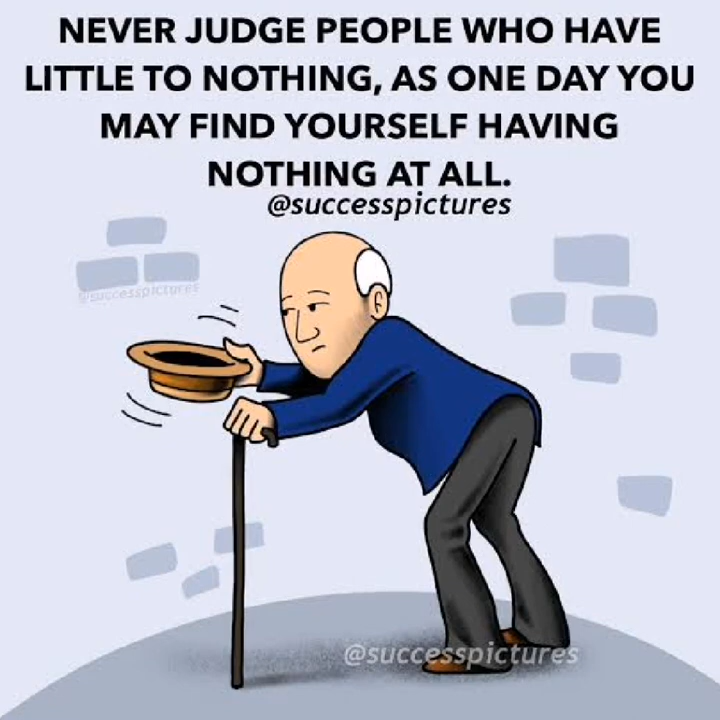 NEVER JUDGE PEOPLE WHO HAVE
LITTLE TO NOTHING, AS ONE DAY YOU
MAY FIND YOURSELF HAVING
NOTHING AT ALL.
@successpictures
@successpictures
@successpictures